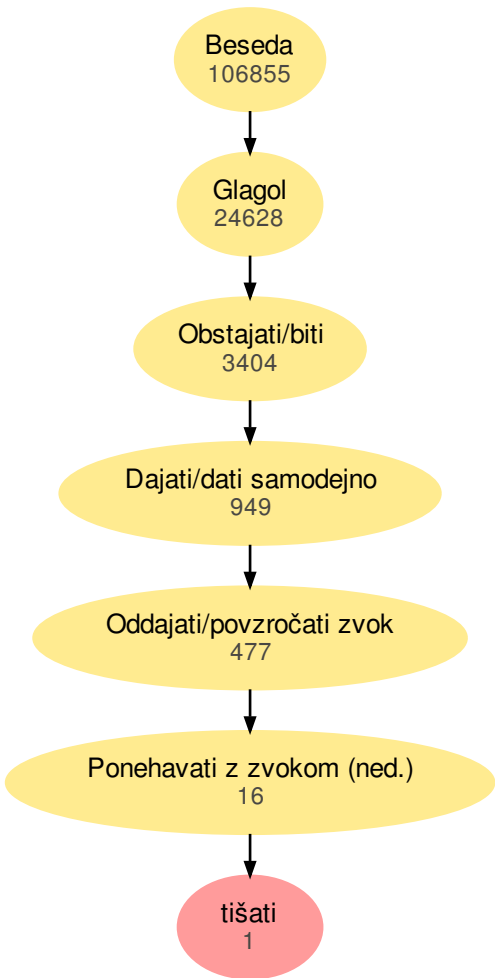 Beseda
106855
Glagol
24628
Obstajati/biti
3404
Dajati/dati samodejno
949
Oddajati/povzročati zvok
477
Ponehavati z zvokom (ned.)
16
tišati
1